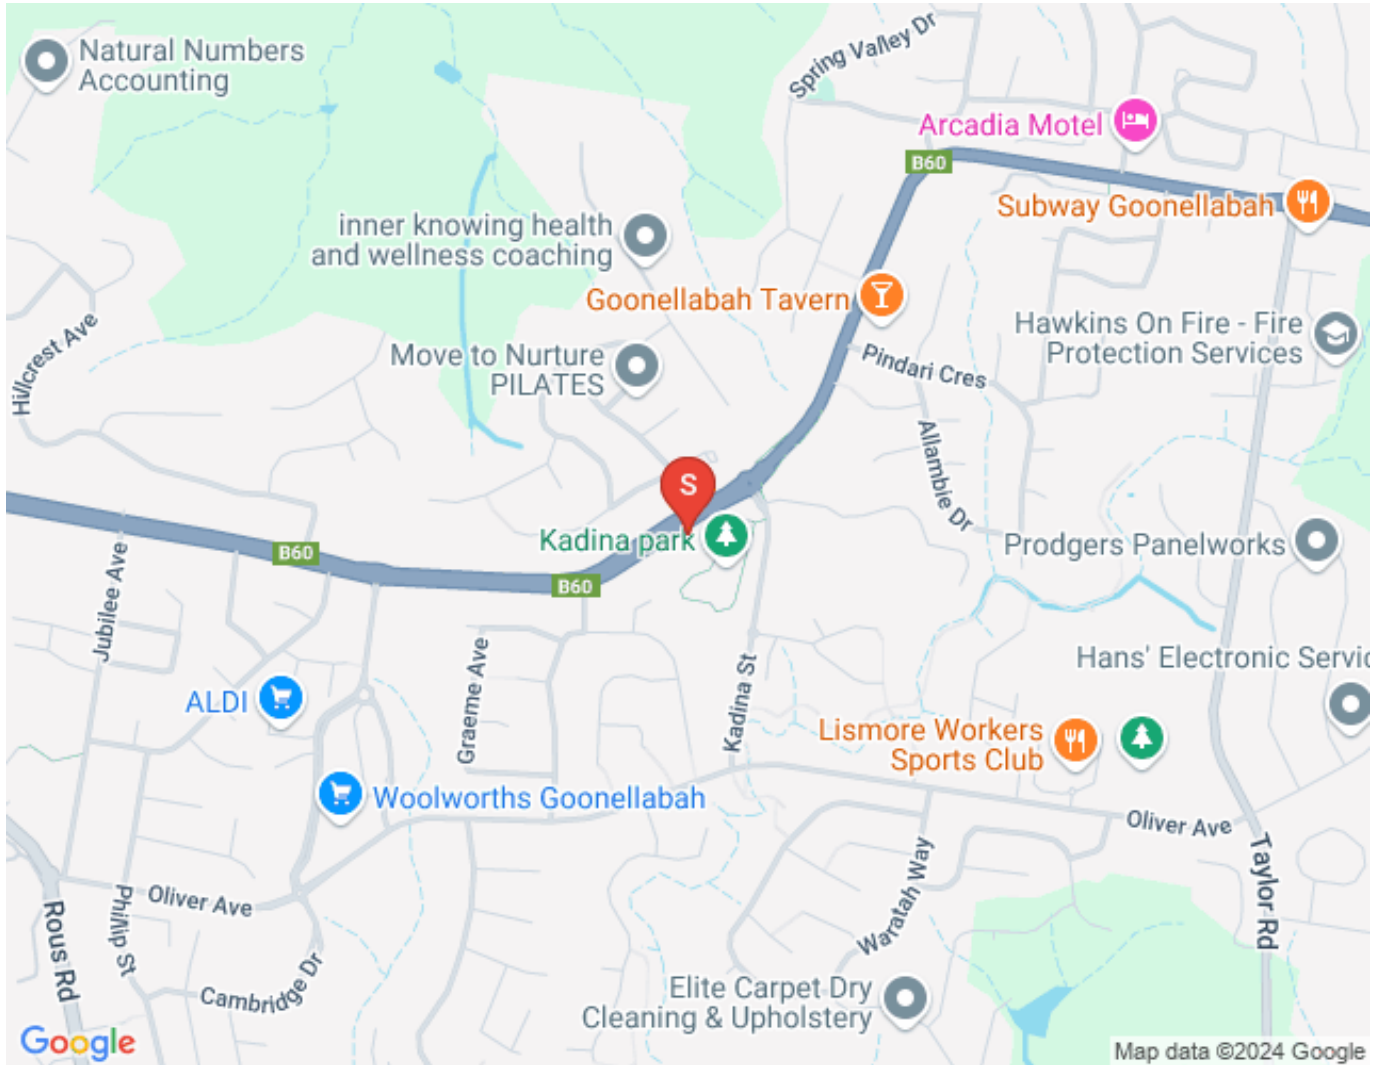 Natural Numbers
Accounting
Spring Valley Dr
Arcadia Motel
B60
Subway Goonellabah
inner knowing health
and wellness coaching
Goonellabah Tavern
Hawkins On Fire - Fire
Protection Services
Hillcrest Ave
Move to Nurture
PILATES
Pindari Cres
Allambie Dr
S
Kadina park
Prodgers Panelworks
B60
B60
Jubilee Ave
Graeme Ave
Kadina St
Hans' Electronic Servic
ALDI
Lismore Workers
Sports Club
Woolworths Goonellabah
Oliver Ave
Taylor Rd
Waratah Way
Oliver Ave
Phillip St
Rous Rd
Cambridge Dr
Elite Carpet Dry
Cleaning & Upholstery
Google
Map data ©2024 Google